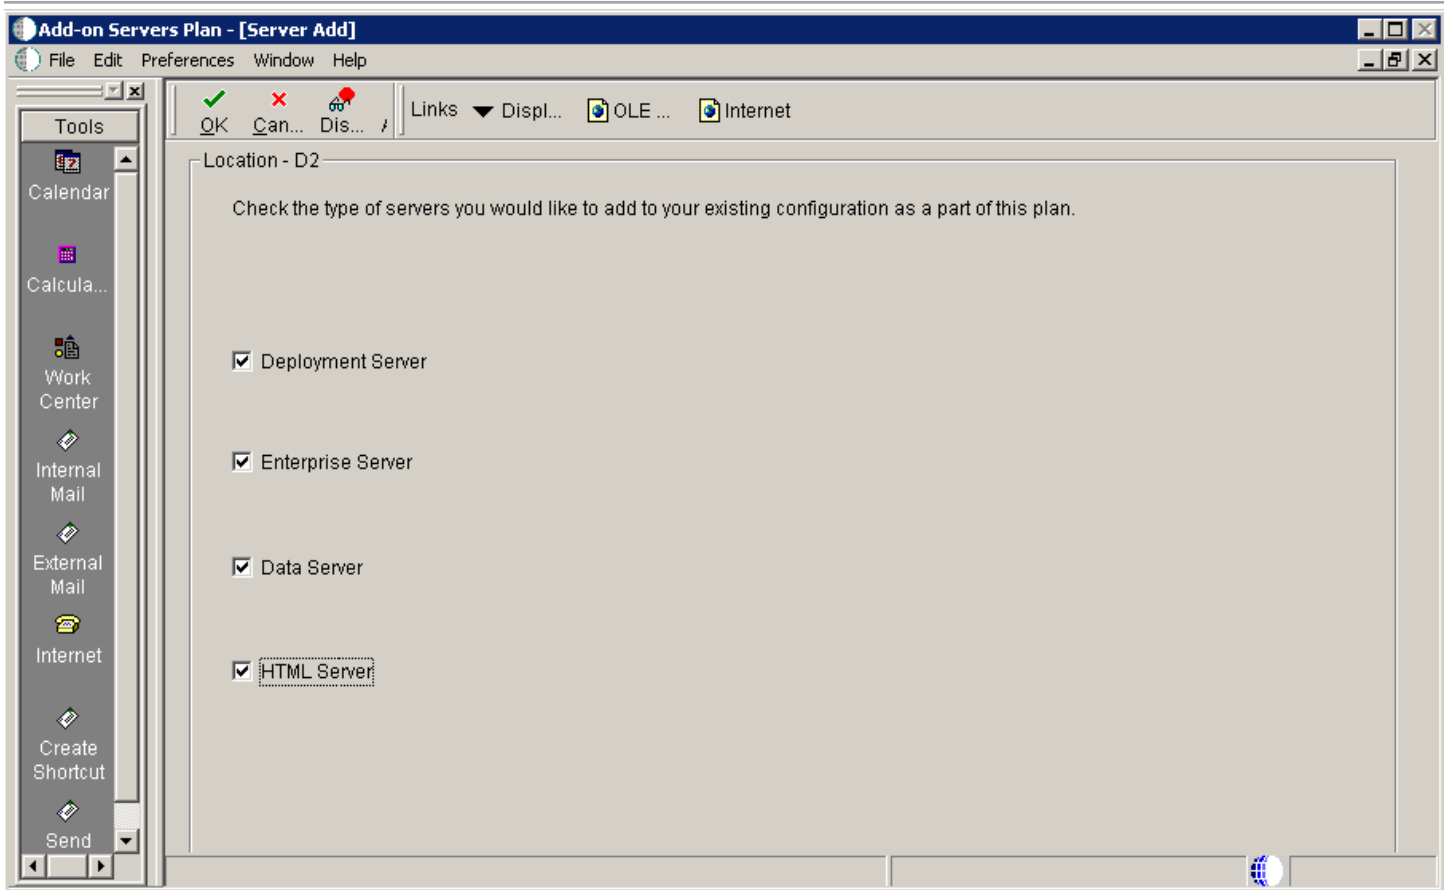 Add-on Servers Plan - [Server Add]
File Edit Preferences Window Help
Tools
OK Can... Dis... Links Displ... OLE ... Internet
Location - D2
Check the type of servers you would like to add to your existing configuration as a part of this plan.
Calendar
Calcula...
Work
Center
Internal
Mail
External
Mail
Internet
Create
Shortcut
Send
Deployment Server
Enterprise Server
Data Server
HTML Server